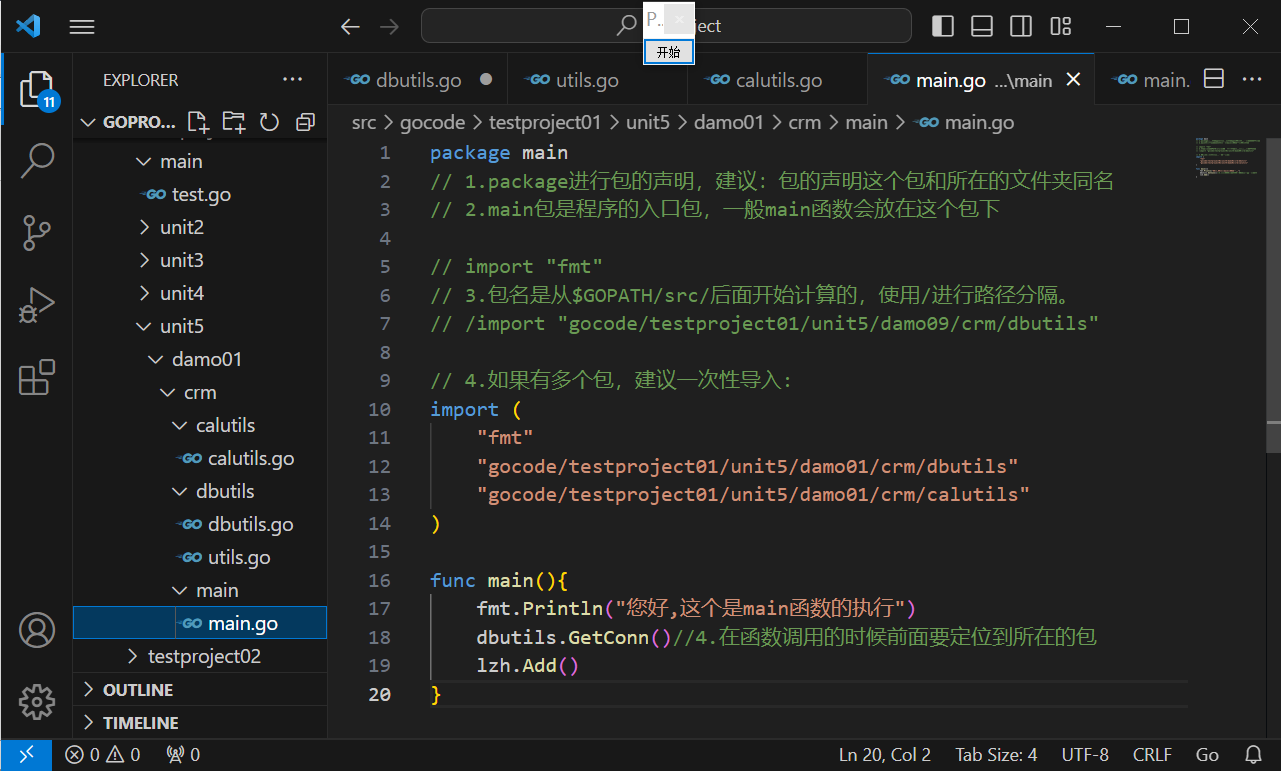 P...
ject
开始
EXPLORER
dbutils.go
utils.go
calutils.go
main.go ...\main
main.
11
GOPRO...
src > gocode > testproject01 > unit5 > damo01 > crm > main > main.go
main
test.go
unit2
unit3
unit4
unit5
damo01
crm
calutils
calutils.go
dbutils
dbutils.go
utils.go
main
main.go
testproject02
OUTLINE
TIMELINE
1 package main
2 // 1.package进行包的声明，建议：包的声明这个包和所在的文件夹同名
3 // 2.main包是程序的入口包，一般main函数会放在这个包下
4
5 // import "fmt"
6 // 3.包名是从$GOPATH/src/后面开始计算的，使用/进行路径分隔。
7 // /import "gocode/testproject01/unit5/damo09/crm/dbutils"
8
9 // 4.如果有多个包，建议一次性导入：
10 import (
11 "fmt"
12 "gocode/testproject01/unit5/damo01/crm/dbutils"
13 "gocode/testproject01/unit5/damo01/crm/calutils"
14 )
15
16 func main(){
17 fmt.Println("您好,这个是main函数的执行")
18 dbutils.GetConn()//4.在函数调用的时候前面要定位到所在的包
19 lzh.Add()
20 }
0 0 0 Ln 20, Col 2 Tab Size: 4 UTF-8 CRLF Go